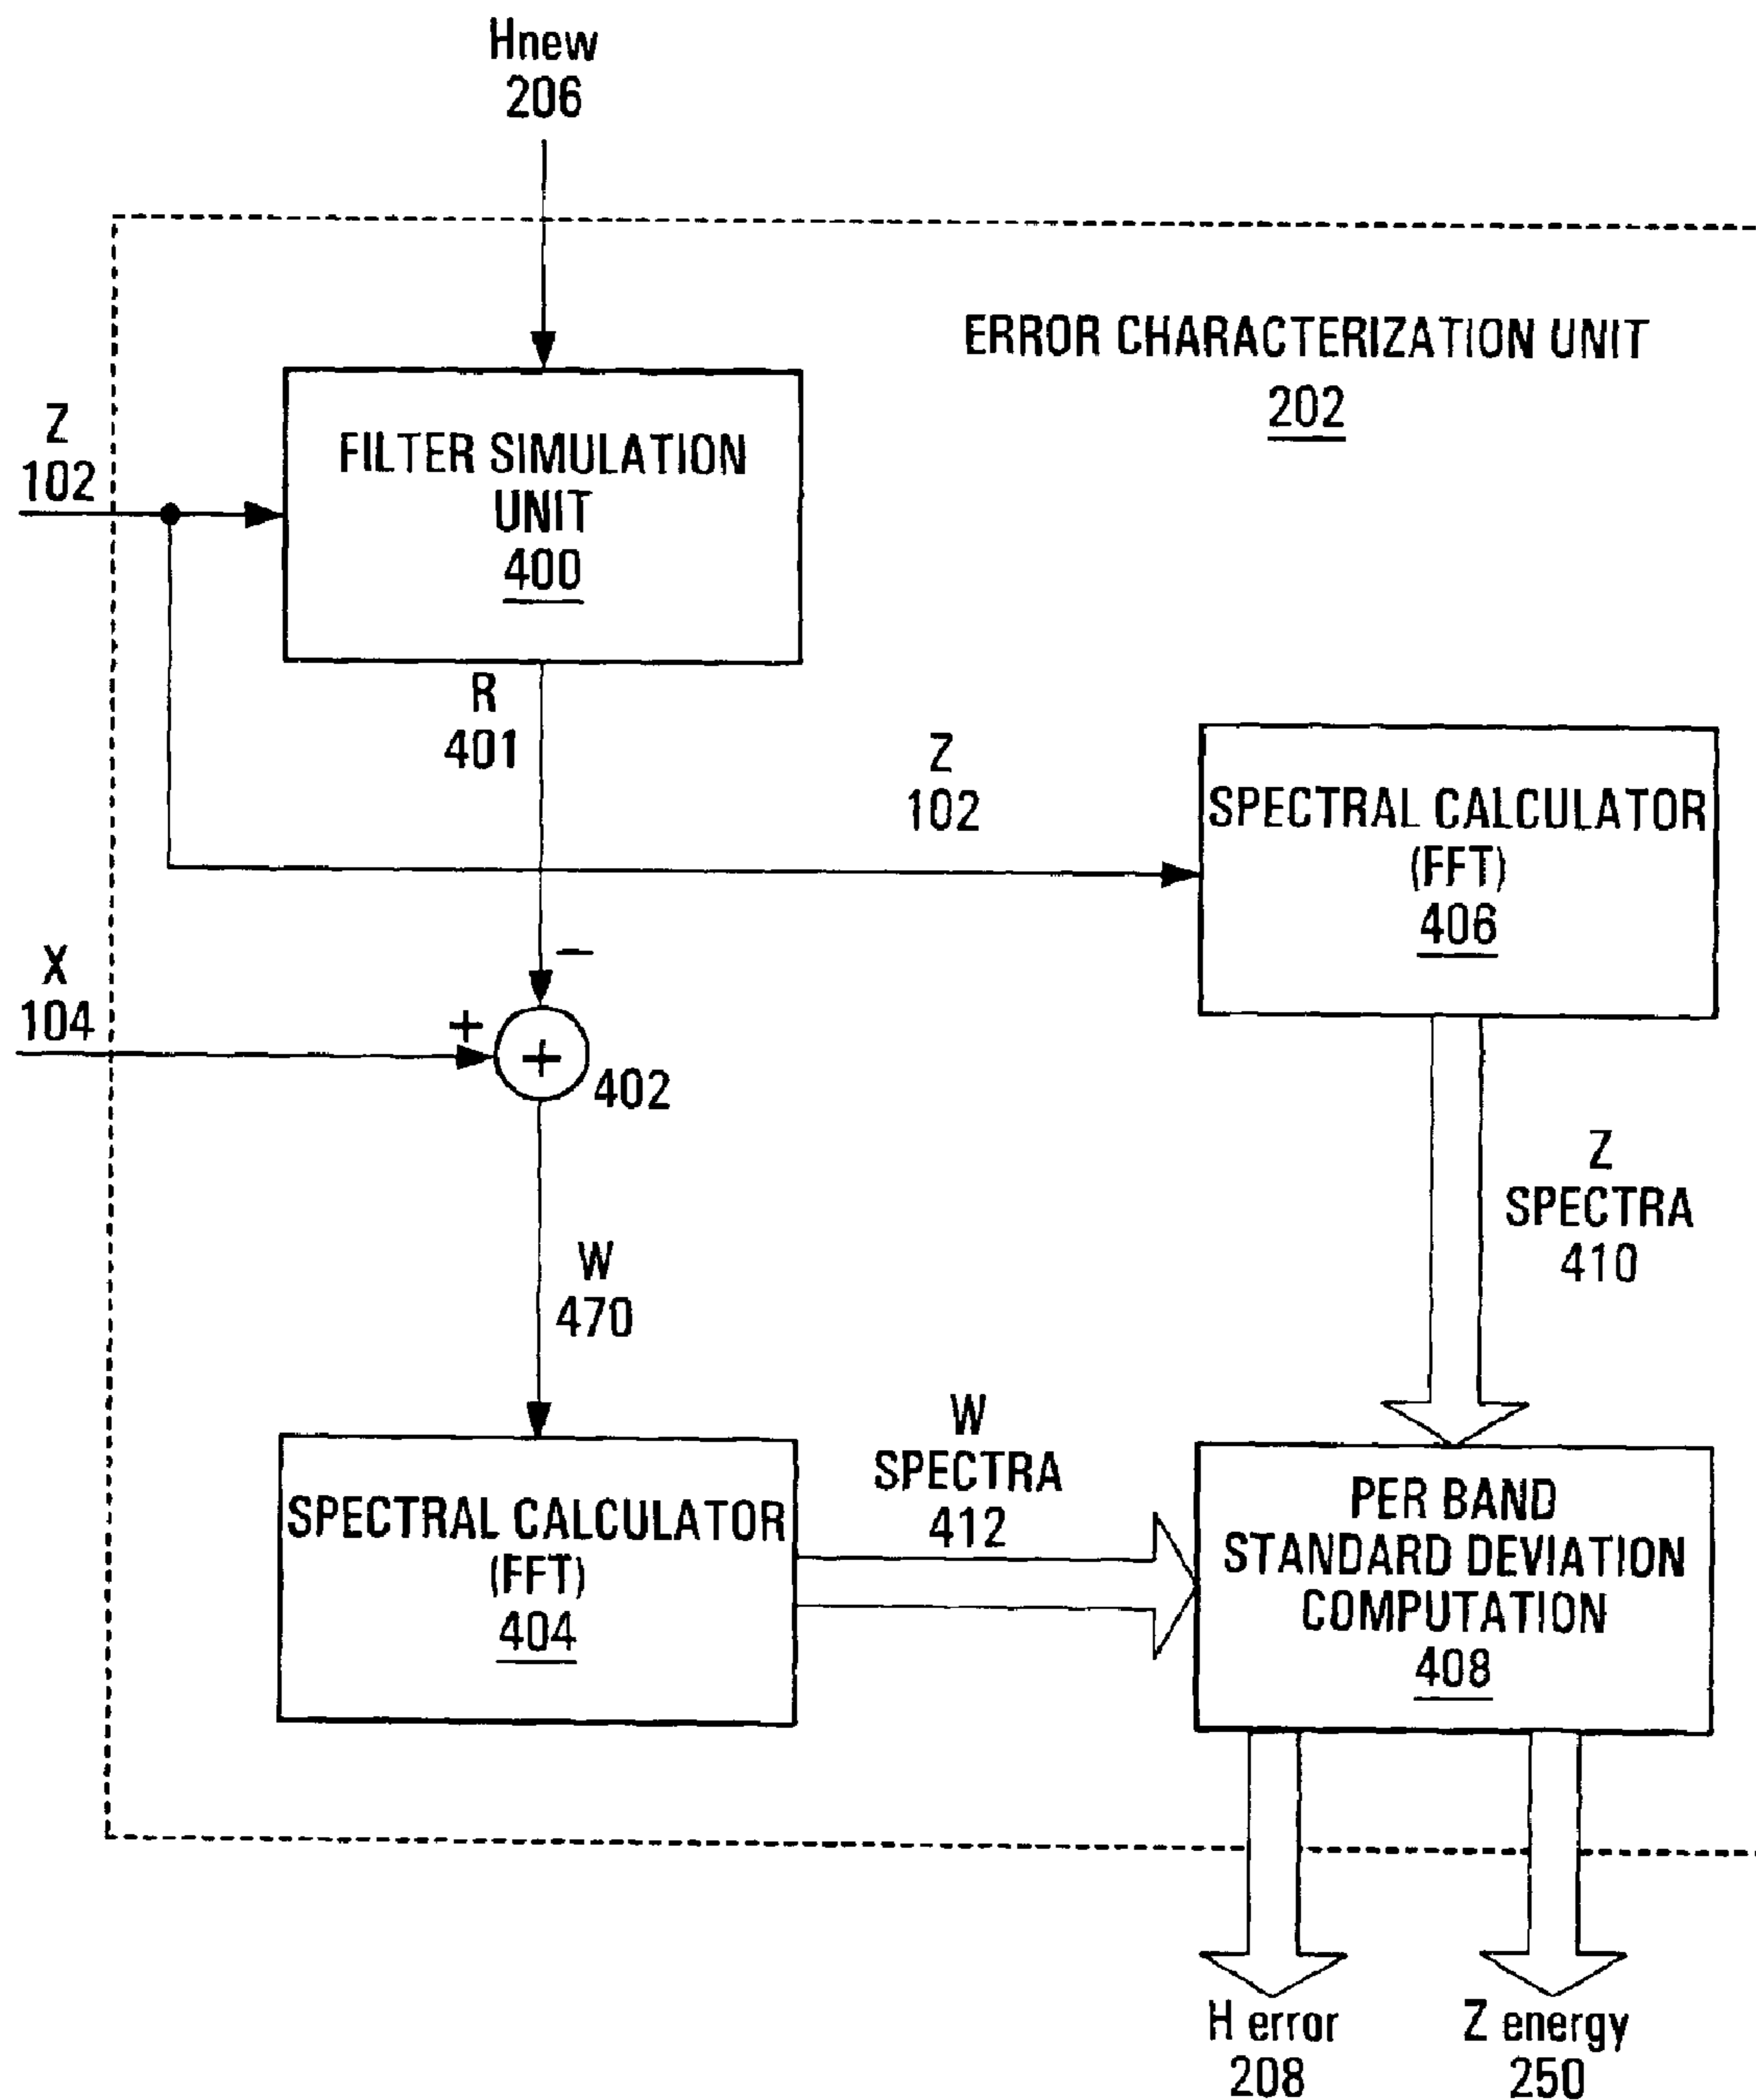 Hnew
206
ERROR CHARACTERIZATION UNIT
202
Z
102
FILTER SIMULATION
UNIT
400
R
401
Z
102
SPECTRAL CALCULATOR
(FFT)
406
X
104
−
+
+
402
Z
SPECTRA
410
W
470
W
SPECTRA
412
SPECTRAL CALCULATOR
(FFT)
404
PER BAND
STANDARD DEVIATION
COMPUTATION
408
H error
208
Z energy
250